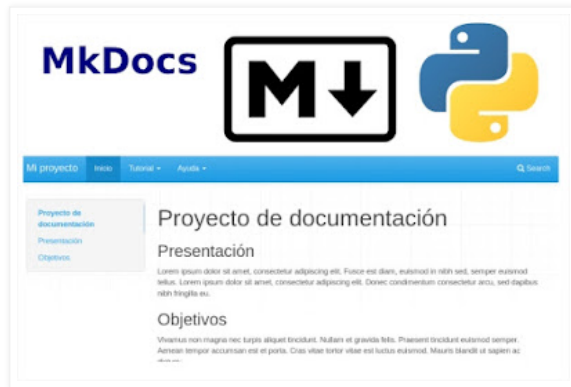 MkDocs
M
Mi proyecto Inicio Tutorial Ayuda Search
Proyecto de
documentación
Presentación
Objetivos
Proyecto de documentación
Presentación
Lorem ipsum dolor sit amet, consectetur adipiscing elit. Fusce est diam, euismod in nibh sed, semper euismod
tellus. Lorem ipsum dolor sit amet, consectetur adipiscing elit. Donec condimentum consectetur arcu, sed dapibus
nibh fringilla eu.
Objetivos
Vivamus non magna nec turpis aliquet tincidunt. Nullam et gravida felis. Praesent tincidunt euismod semper.
Aenean tempor accumsan est et porta. Cras vitae tortor vitae est luctus euismod. Mauris blandit ut sapien ac